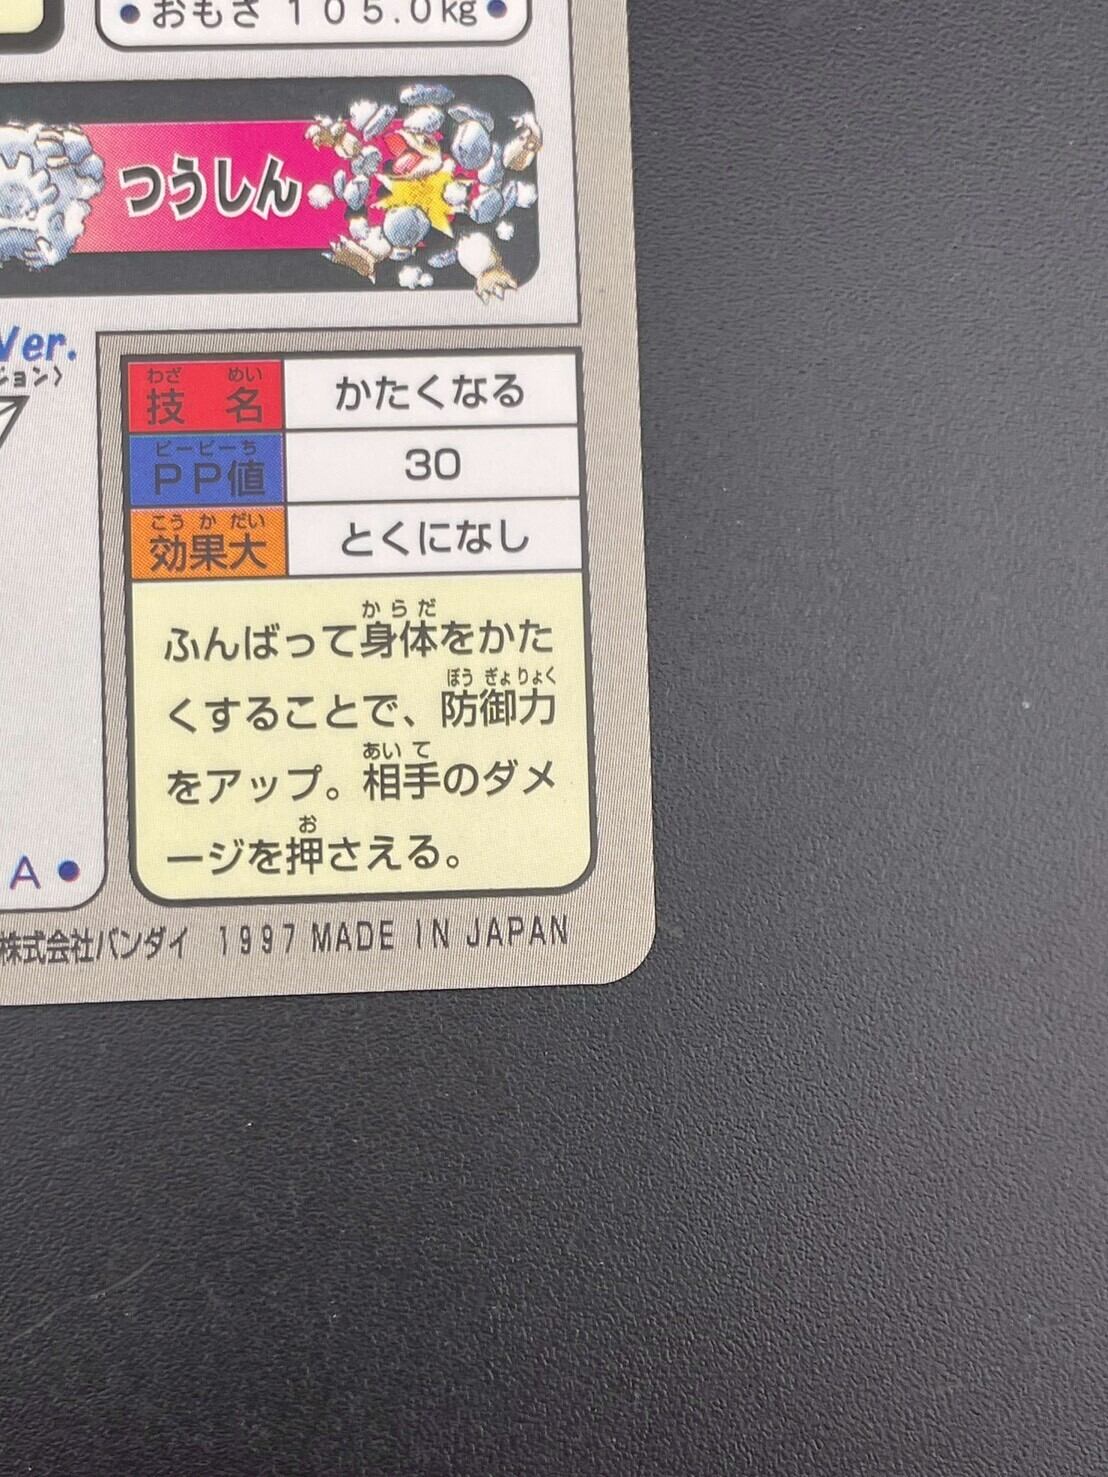 ●おもさ 105.0kg●
つうしん
Ver.
ジョン〉
わざ めい
技名
かたくなる
ピーピーち
PP値
30
こうかだい
効果大
とくになし
からだ
ふんばって身体をかた
ぼうぎょりょく
くすることで、防御力
あいて
をアップ。相手のダメ
お
ージを押さえる。
A●
株式会社バンダイ 1997 MADE IN JAPAN